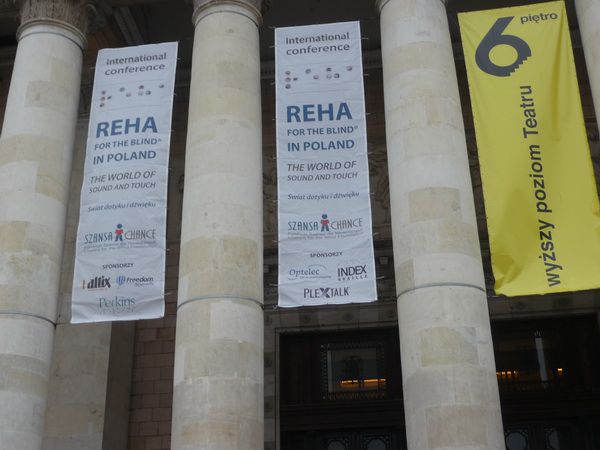 International
conference
REHA
FOR THE BLIND®
IN POLAND
THE WORLD OF
SOUND AND TOUCH
Świat dotyku i dźwięku
SZANSA CHANCE
SPONSORZY
altix
Freedom
Perkins
International
conference
REHA
FOR THE BLIND®
IN POLAND
THE WORLD OF
SOUND AND TOUCH
Świat dotyku i dźwięku
SZANSA CHANCE
SPONSORZY
Optelec
INDEX
BRAILLE
PLEXTALK
6 piętro
wyższy poziom Teatru